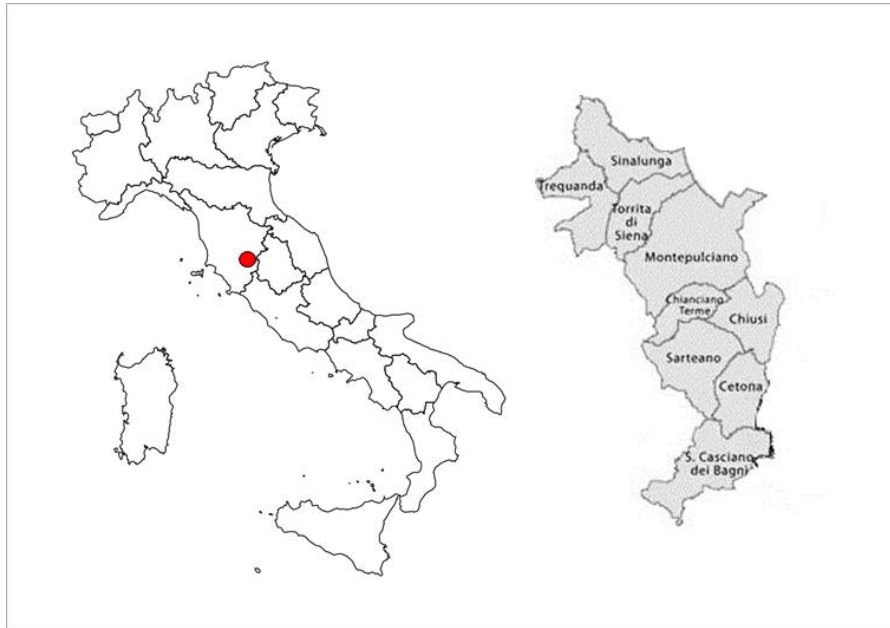 Sinalunga
Trequanda
Torrita
di
Siena
Montepulciano
Chianciano
Terme
Chiusi
Sarteano
Cetona
S. Casciano
dei Bagni